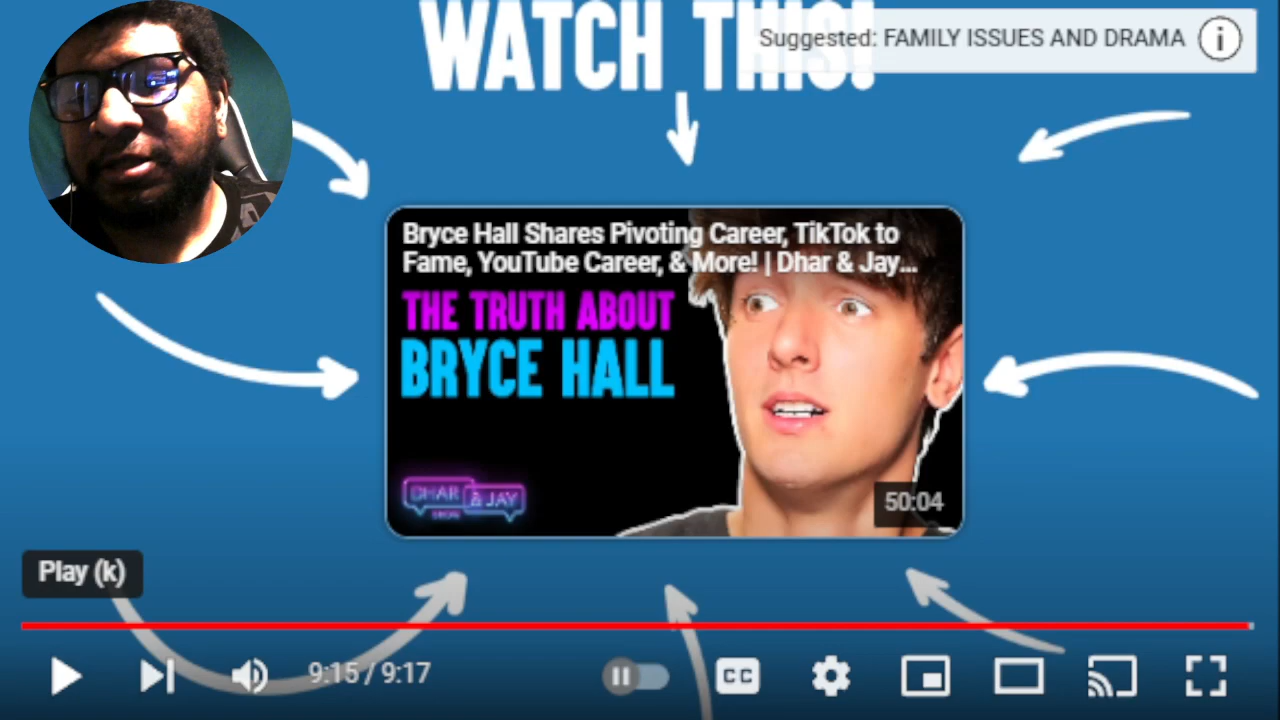 WATCH THIS!
Suggested: FAMILY ISSUES AND DRAMA
Bryce Hall Shares Pivoting Career, TikTok to
Fame, YouTube Career, & More! | Dhar & Jay...
THE TRUTH ABOUT
BRYCE HALL
DHAR & JAY
SHOW
50:04
Play (k)
9:15 / 9:17
CC